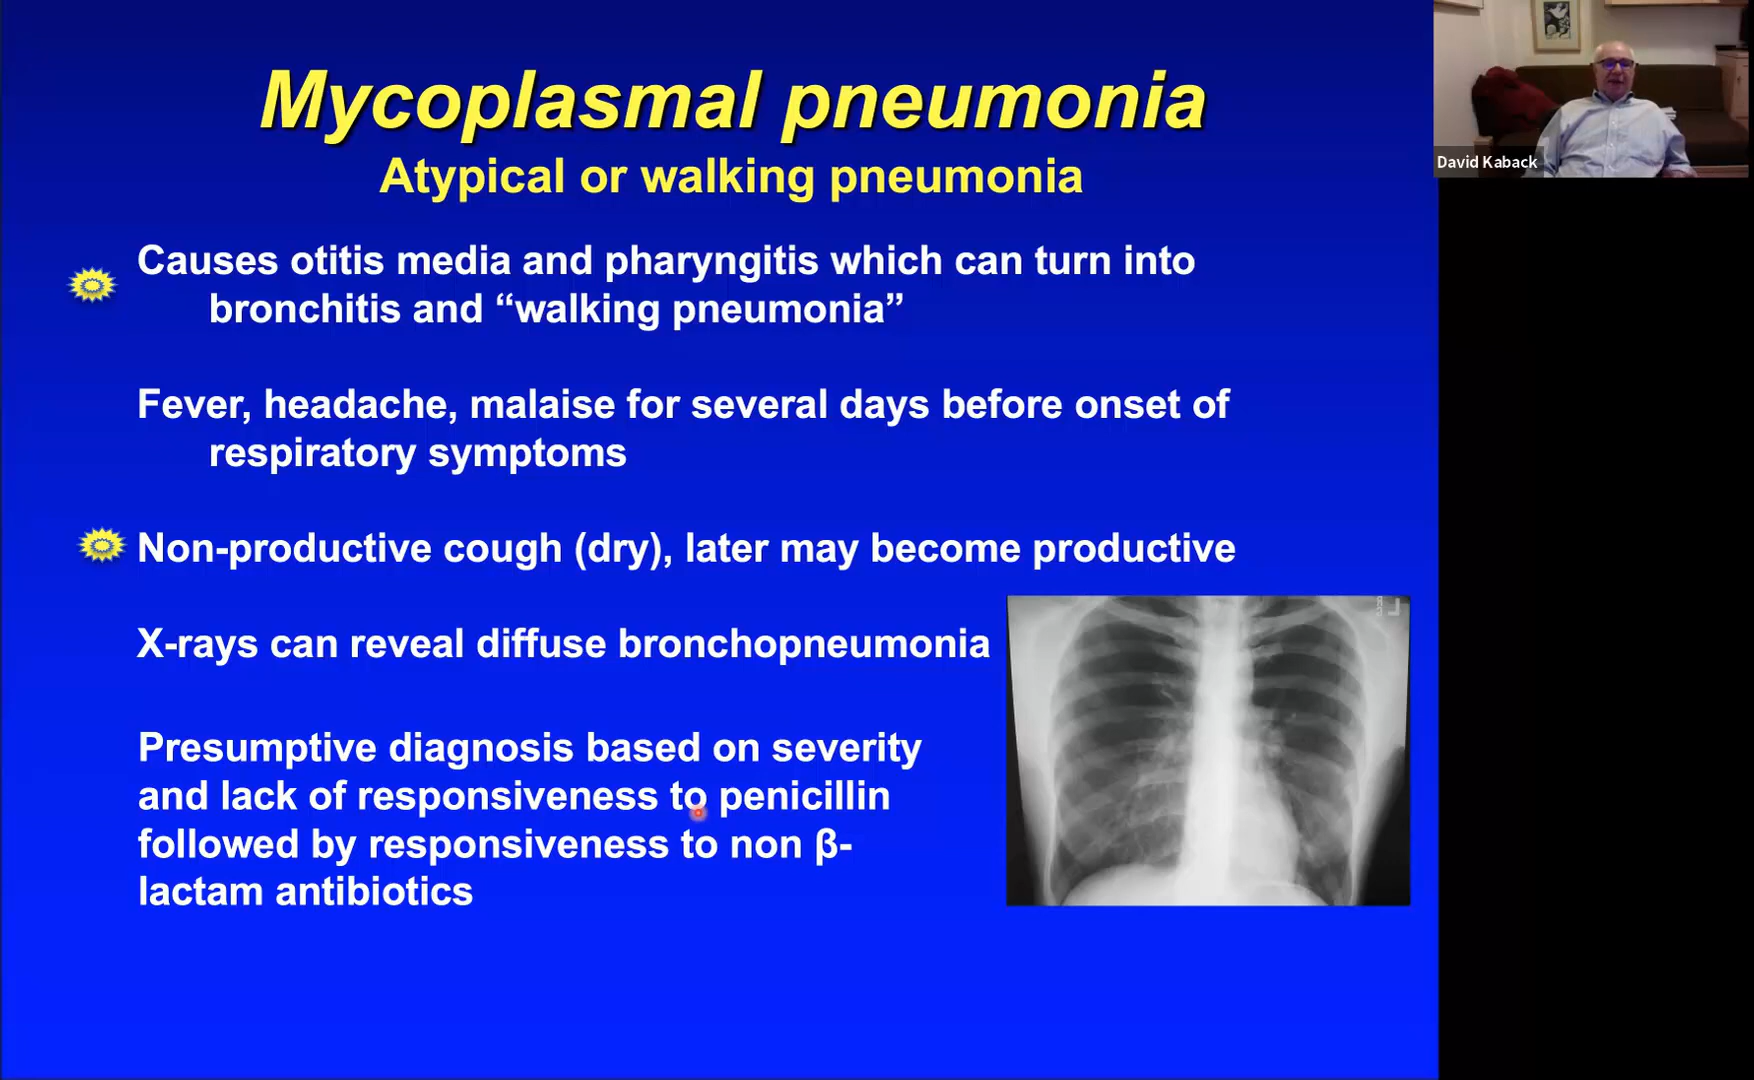 Mycoplasmal pneumonia
Atypical or walking pneumonia
David Kaback
Causes otitis media and pharyngitis which can turn into
bronchitis and “walking pneumonia”
Fever, headache, malaise for several days before onset of
respiratory symptoms
Non-productive cough (dry), later may become productive
X-rays can reveal diffuse bronchopneumonia
Presumptive diagnosis based on severity
and lack of responsiveness to penicillin
followed by responsiveness to non β-
lactam antibiotics